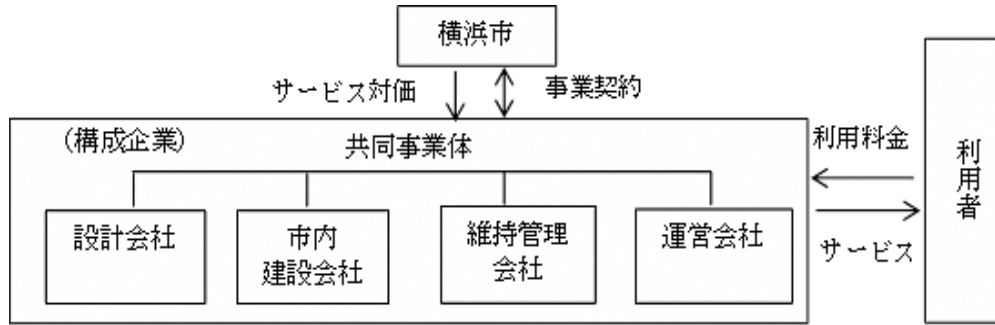 横浜市
サービス対価
事業契約
(構成企業)
共同事業体
設計会社
市内
建設会社
維持管理
会社
運営会社
利用料金
サービス
利用者